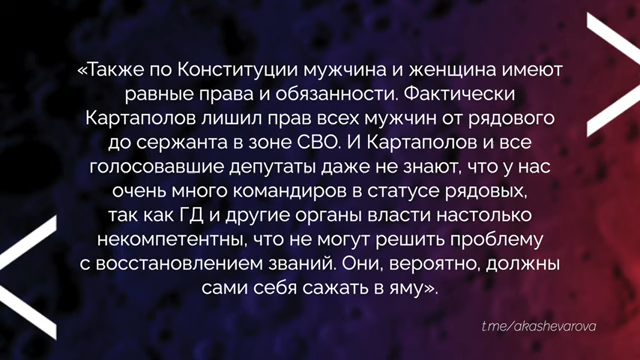 «Также по Конституции мужчина и женщина имеют
равные права и обязанности. Фактически
Картаполов лишил прав всех мужчин от рядового
до сержанта в зоне СВО. И Картаполов и все
голосовавшие депутаты даже не знают, что у нас
очень много командиров в статусе рядовых,
так как ГД и другие органы власти настолько
некомпетентны, что не могут решить проблему
с восстановлением званий. Они, вероятно, должны
сами себя сажать в яму».
t.me/akashevarova